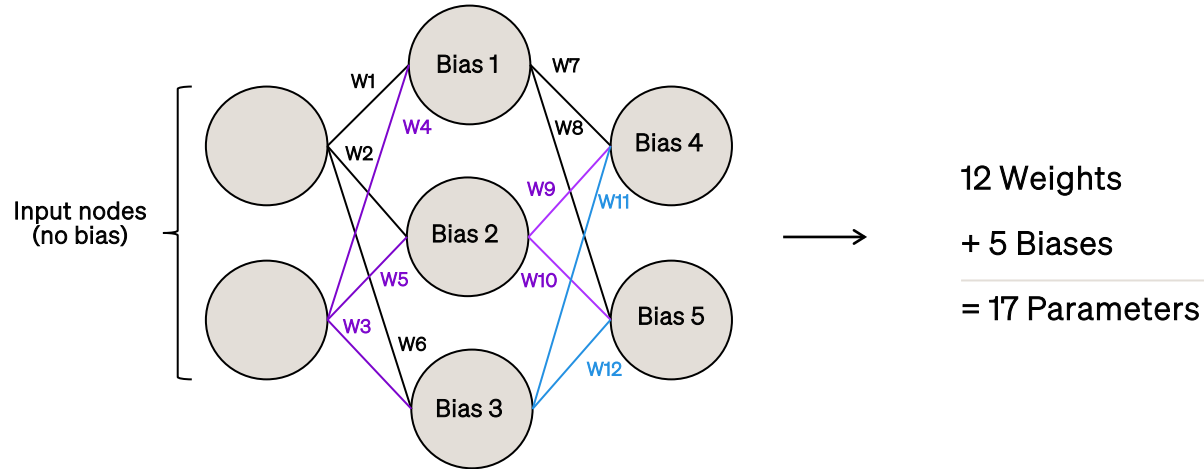 Input nodes
(no bias)
W1
W2
W3
W4
W5
W6
Bias 1
Bias 2
Bias 3
W7
W8
W9
W10
W11
W12
Bias 4
Bias 5
12 Weights
+ 5 Biases
= 17 Parameters